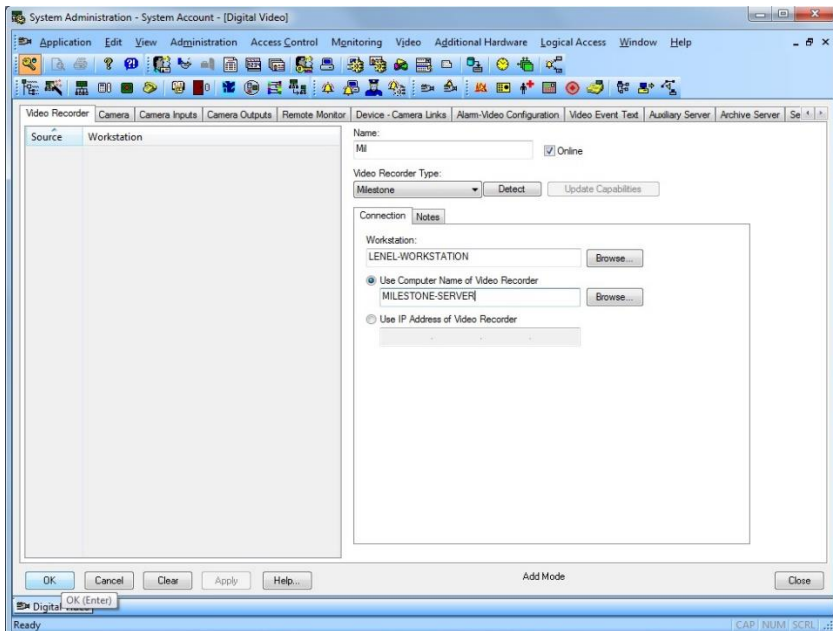 System Administration - System Account - [Digital Video]
Application Edit View Administration Access Control Monitoring Video Additional Hardware Logical Access Window Help
Video Recorder Camera Camera Inputs Camera Outputs Remote Monitor Device - Camera Links Alarm-Video Configuration Video Event Text Auxiliary Server Archive Server Se
Source Workstation
Name:
Mil
Online
Video Recorder Type:
Milestone Detect Update Capabilities
Connection Notes
Workstation:
LENEL-WORKSTATION Browse...
Use Computer Name of Video Recorder
MILESTONE-SERVER Browse...
Use IP Address of Video Recorder
OK Cancel Clear Apply Help... Add Mode Close
OK (Enter)
Digital
Ready CAP NUM SCRL